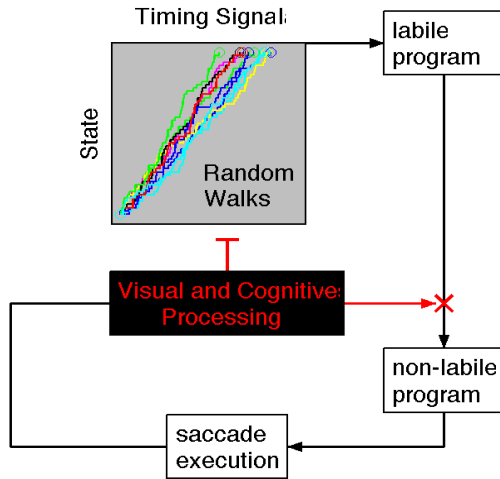 Timing Signal
labile
program
State
Random
Walks
Visual and Cognitive
Processing
non-labile
program
saccade
execution